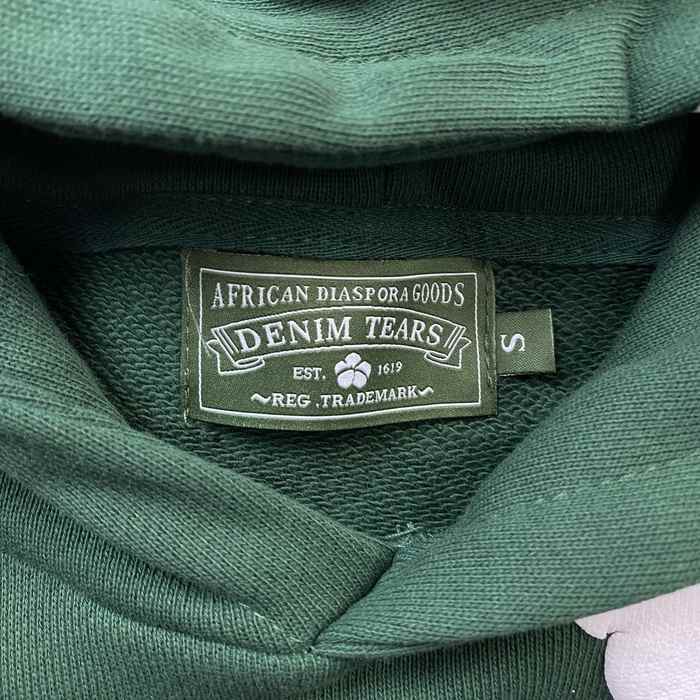 AFRICAN DIASPORA GOODS
DENIM TEARS
EST. 1619
~REG .TRADEMARK~
S